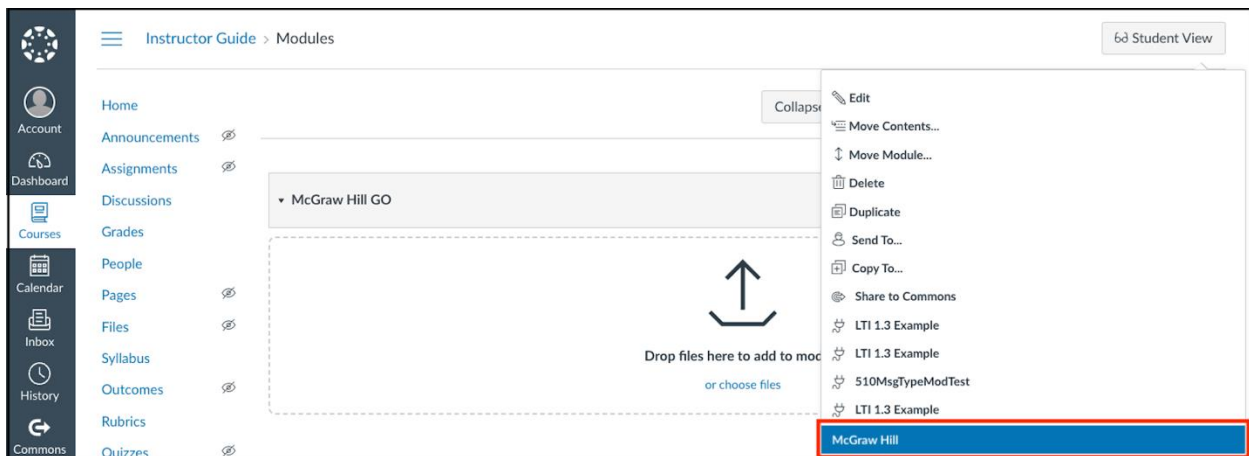 Instructor Guide > Modules
Student View
Account
Dashboard
Courses
Calendar
Inbox
History
Commons
Home
Announcements
Assignments
Discussions
Grades
People
Pages
Files
Syllabus
Outcomes
Rubrics
Quizzes
Collapse
McGraw Hill GO
Drop files here to add to mod
or choose files
Edit
Move Contents...
Move Module...
Delete
Duplicate
Send To...
Copy To...
Share to Commons
LTI 1.3 Example
LTI 1.3 Example
510MsgTypeModTest
LTI 1.3 Example
McGraw Hill